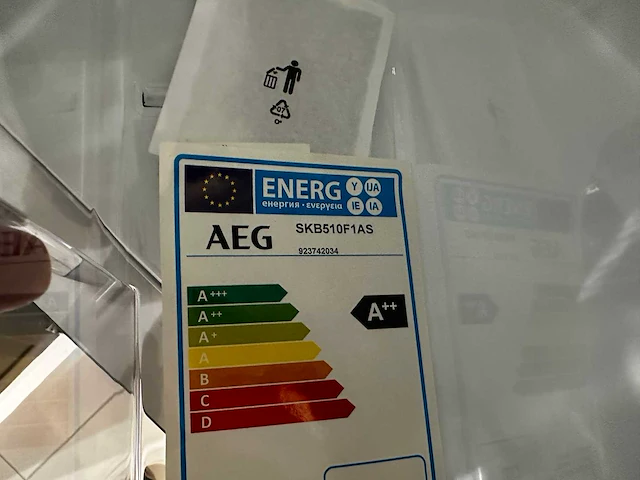 ENERG Y IJA
енергия · ενεργεια IE IA
AEG SKB510F1AS
923742034
A+++
A++
A+
A
B
C
D
A++